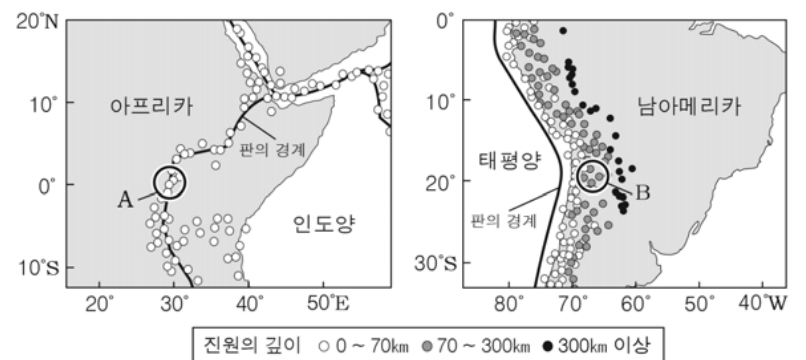 20°N
10°
0°
10°S
20°
30°
40°
50°E
아프리카
판의 경계
A
인도양
0°
10°
20°
30°S
80°
70°
60°
50°
40°W
남아메리카
태평양
판의 경계
B
진원의 깊이 0 ~ 70km 70 ~ 300km 300km 이상